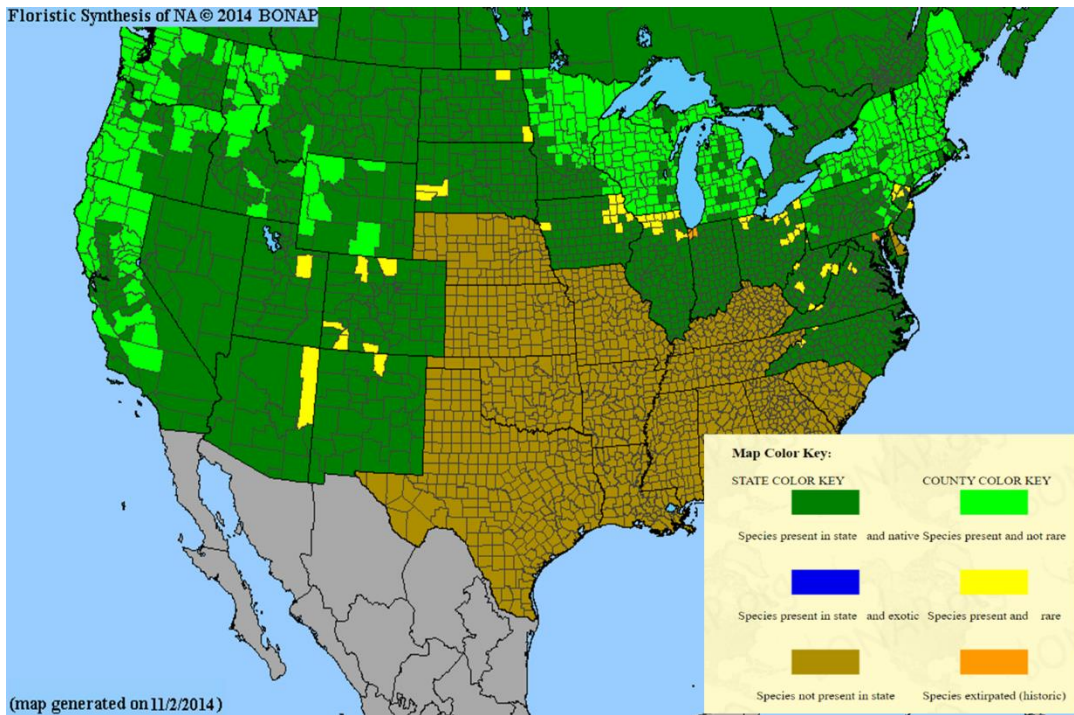 Floristic Synthesis of NA © 2014 BONAP
Map Color Key:
STATE COLOR KEY COUNTY COLOR KEY
Species present in state and native Species present and not rare
Species present in state and exotic Species present and rare
Species not present in state Species extirpated (historic)
(map generated on 11/2/2014)